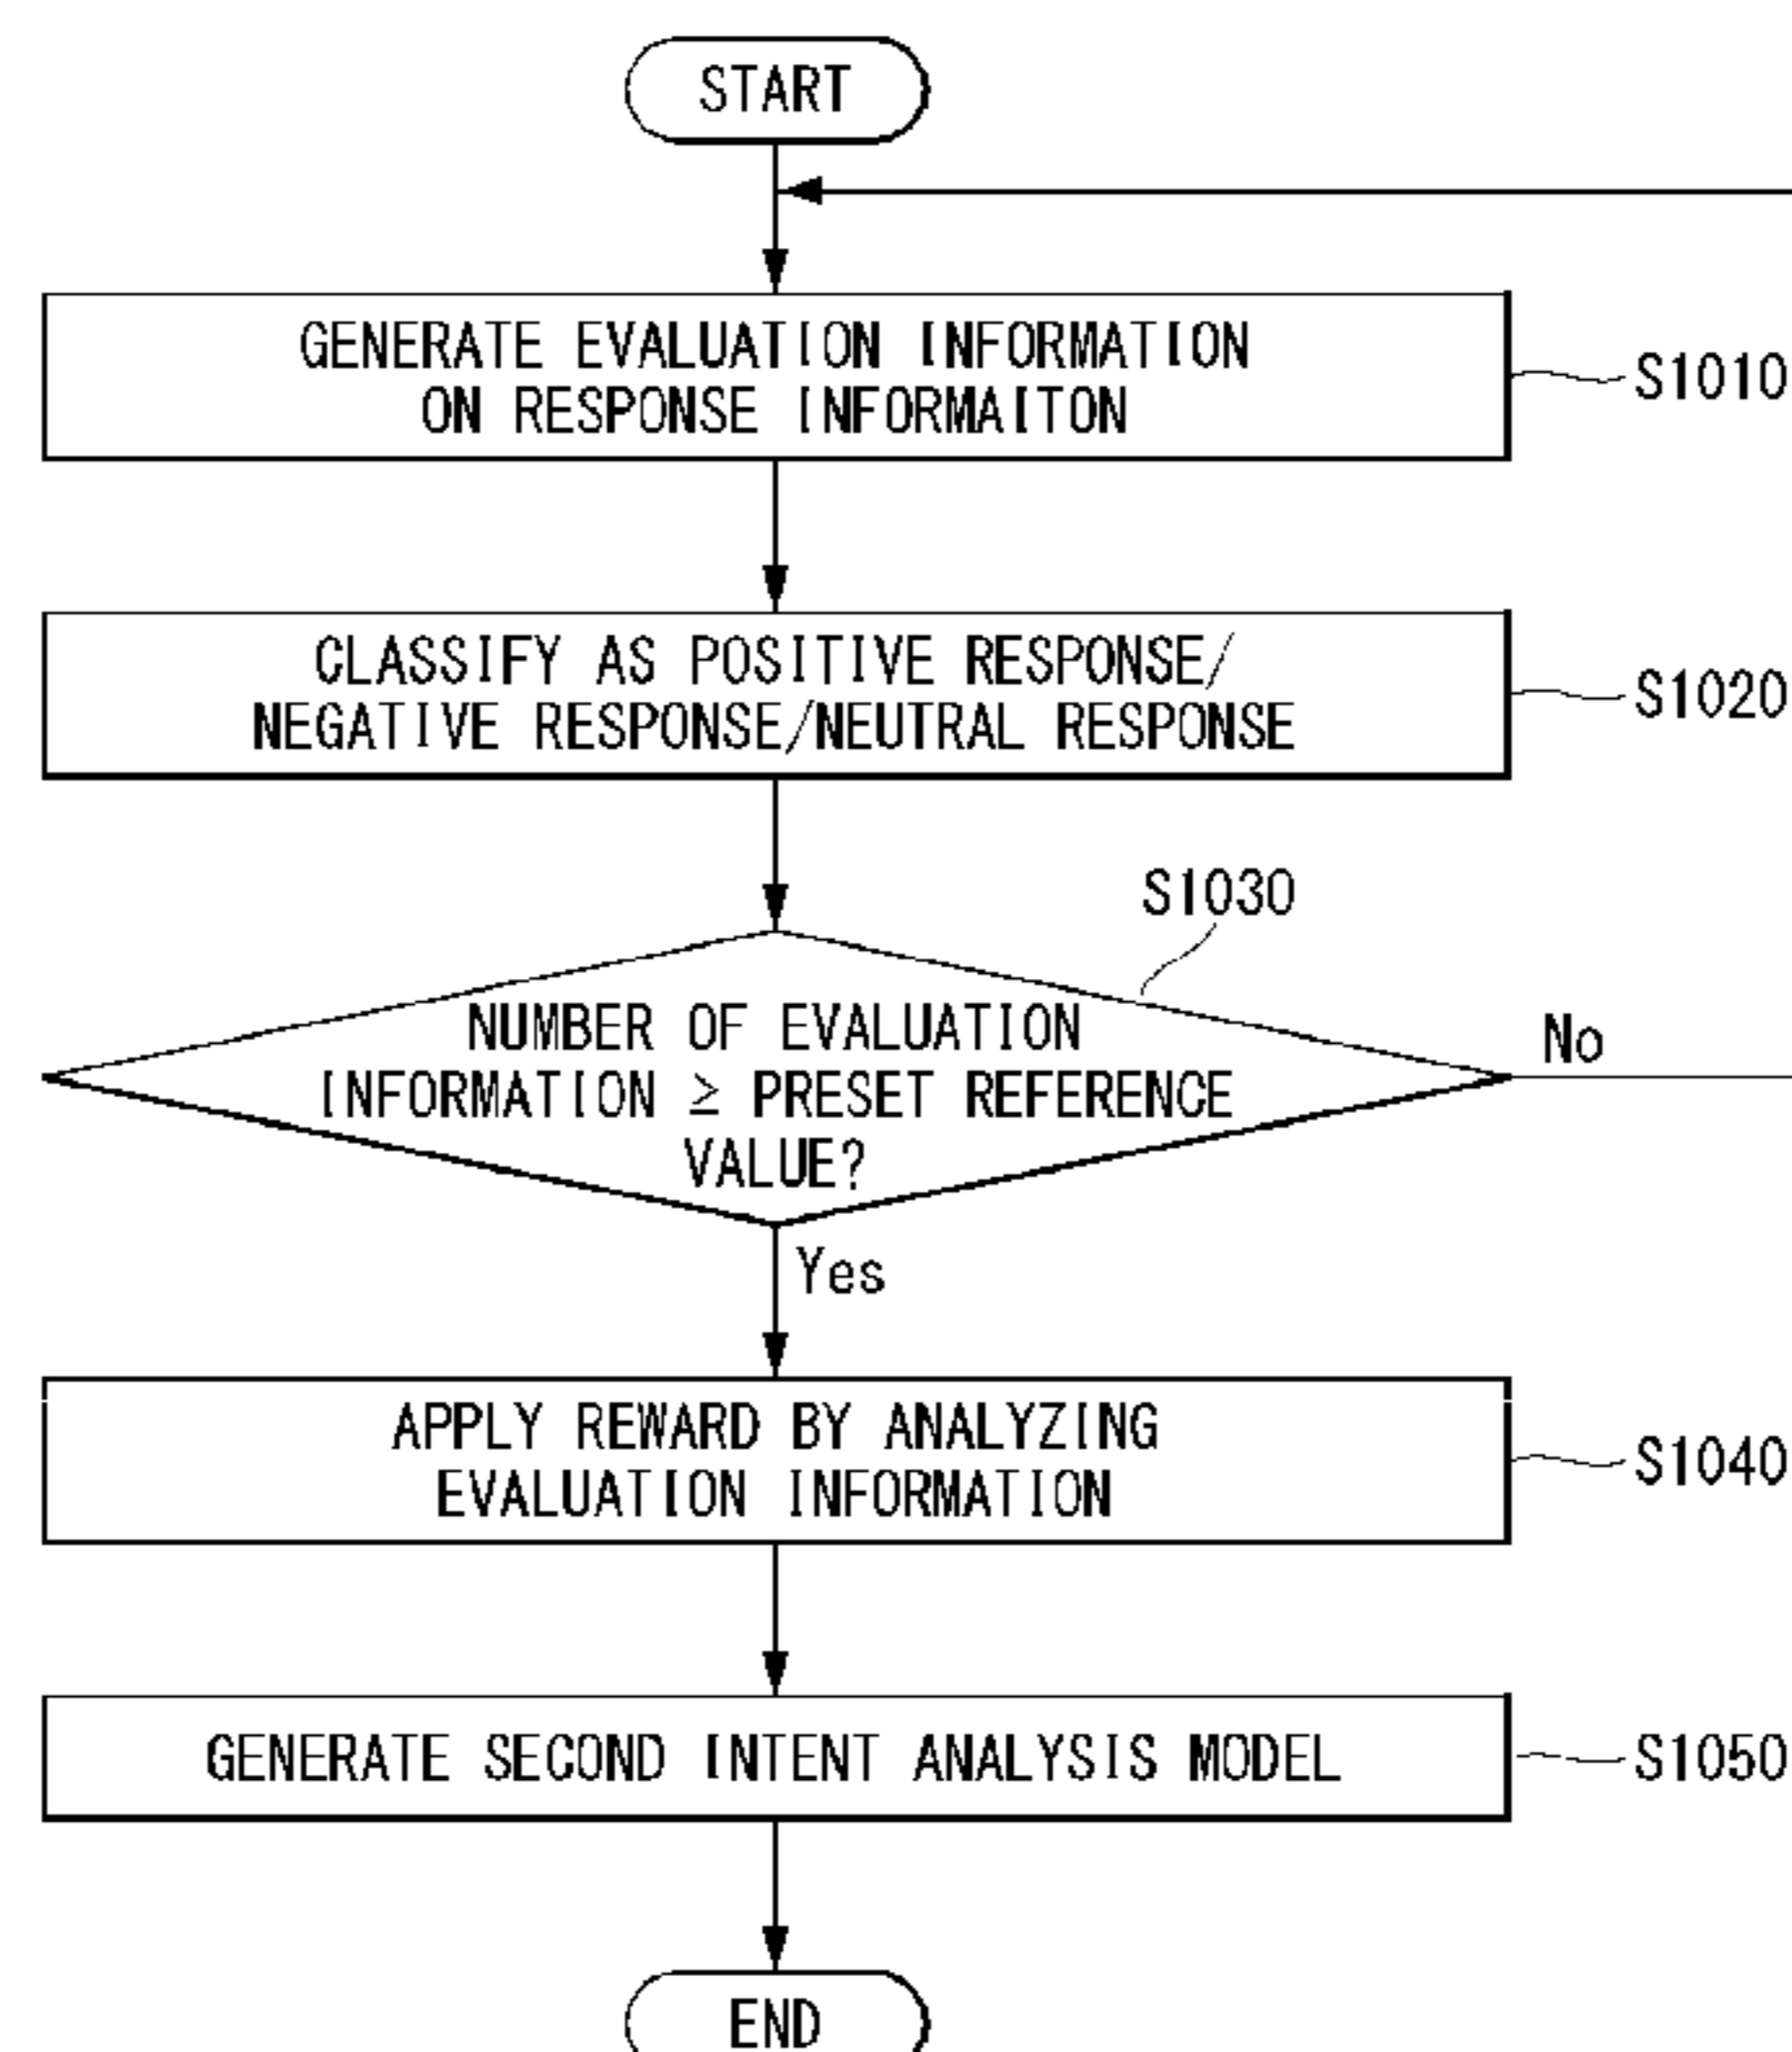 START
GENERATE EVALUATION INFORMATION
ON RESPONSE INFORMAITON
S1010
CLASSIFY AS POSITIVE RESPONSE/
NEGATIVE RESPONSE/NEUTRAL RESPONSE
S1020
S1030
NUMBER OF EVALUATION
INFORMATION ≥ PRESET REFERENCE
VALUE?
No
Yes
APPLY REWARD BY ANALYZING
EVALUATION INFORMATION
S1040
GENERATE SECOND INTENT ANALYSIS MODEL
S1050
END